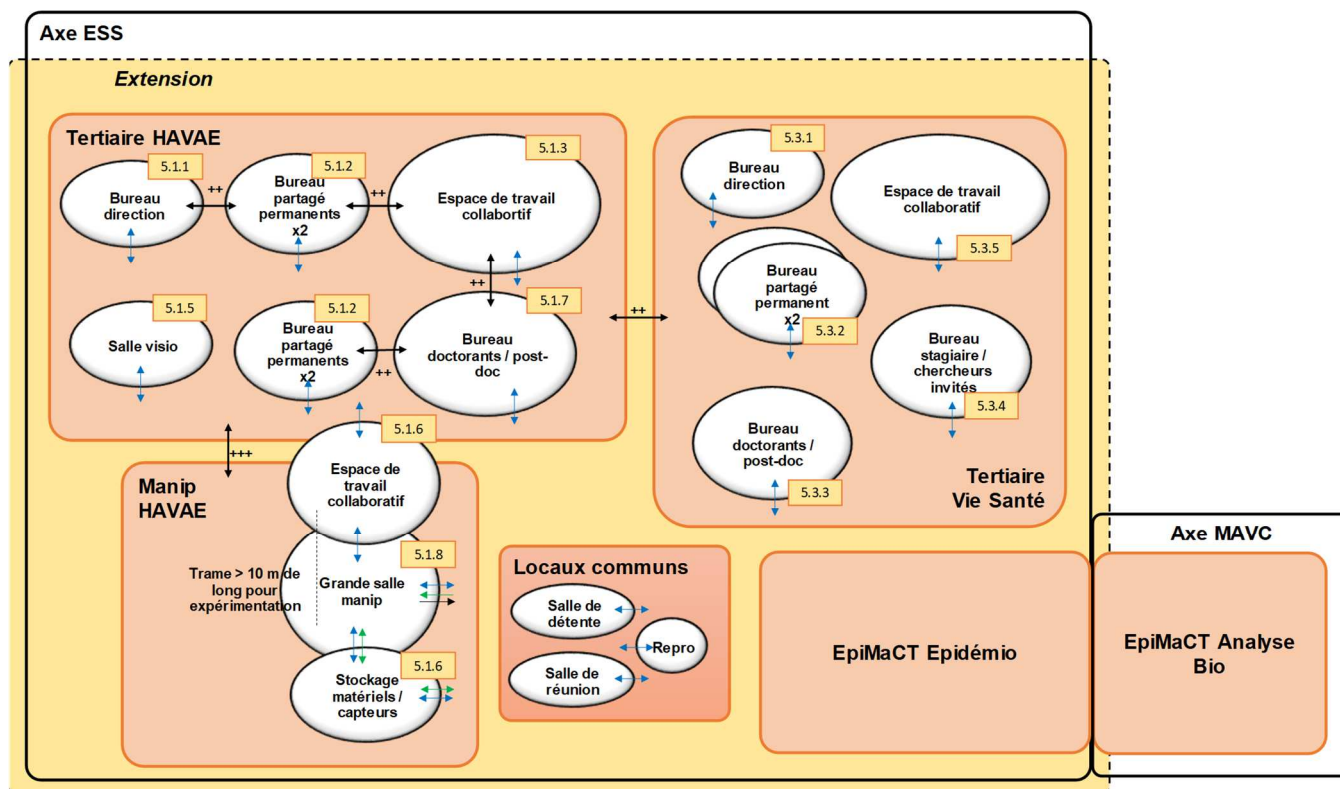 Axe ESS
Extension
Tertiaire HAVAE
5.1.1
Bureau
direction
++
5.1.2
Bureau
partagé
permanents
x2
++
5.1.3
Espace de travail
collabortif
++
5.1.5
Salle visio
5.1.2
Bureau
partagé
permanents
x2
++
5.1.7
Bureau
doctorants / post-
doc
++
5.3.1
Bureau
direction
Espace de travail
collaboratif
5.3.5
Bureau
partagé
permanent
x2
5.3.2
Bureau
stagiaire /
chercheurs
invités
5.3.4
Bureau
doctorants /
post-doc
5.3.3
Tertiaire
Vie Santé
+++
Manip
HAVAE
5.1.6
Espace de
travail
collaboratif
5.1.8
Trame > 10 m de
long pour
expérimentation
Grande salle
manip
5.1.6
Stockage
matériels /
capteurs
Locaux communs
Salle de
détente
Repro
Salle de
réunion
EpiMaCT Epidémio
Axe MAVC
EpiMaCT Analyse
Bio